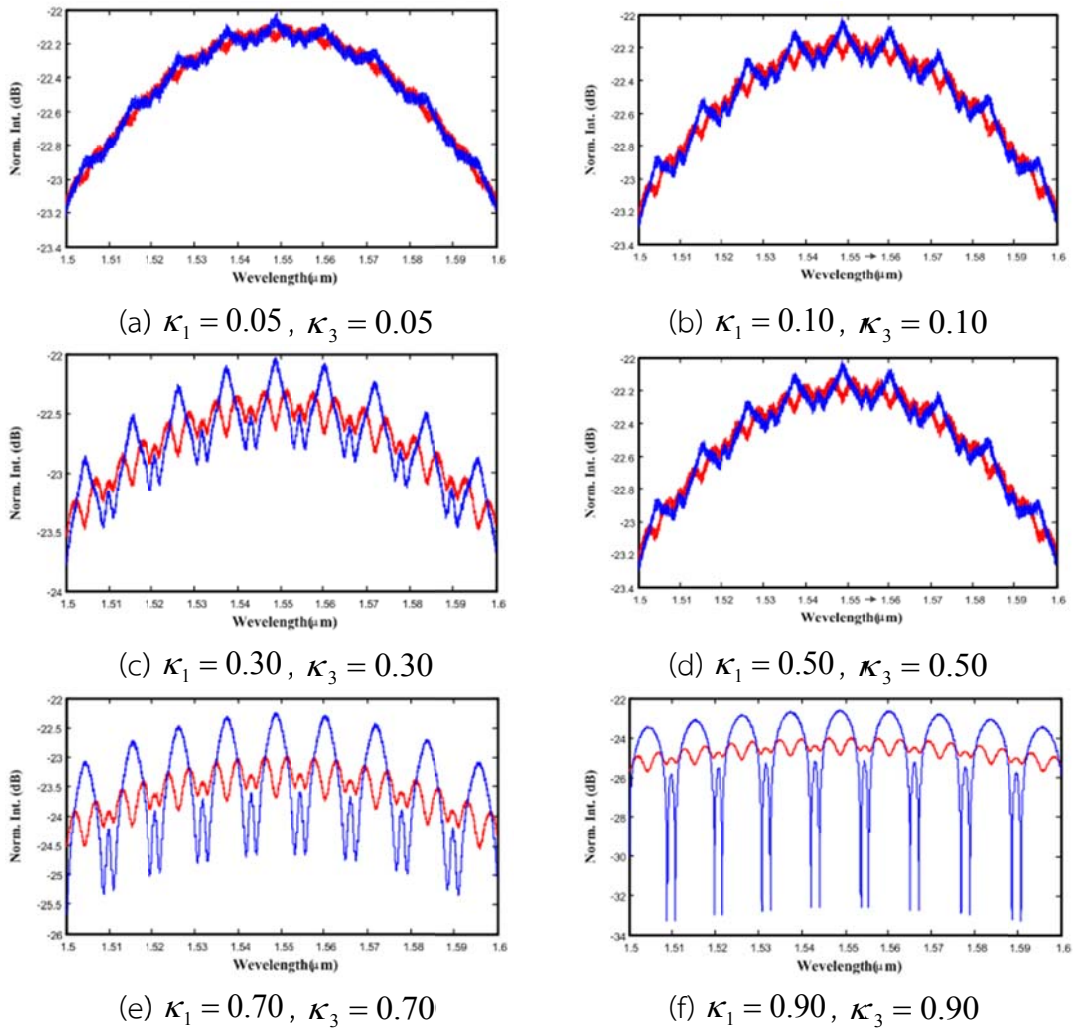 -22
-22.2
-22.4
-22.6
-22.8
-23
-23.2
-23.4
Norm. Int. (dB)
1.5 1.51 1.52 1.53 1.54 1.55 1.56 1.57 1.58 1.59 1.6
Wavelength(μm)
(a) κ₁ = 0.05, κ₃ = 0.05
-22
-22.2
-22.4
-22.6
-22.8
-23
-23.2
-23.4
Norm. Int. (dB)
1.5 1.51 1.52 1.53 1.54 1.55 → 1.56 1.57 1.58 1.59 1.6
Wavelength(μm)
(b) κ₁ = 0.10, κ₃ = 0.10
-22
-22.5
-23
-23.5
-24
Norm. Int. (dB)
1.5 1.51 1.52 1.53 1.54 1.55 1.56 1.57 1.58 1.59 1.6
Wavelength(μm)
(c) κ₁ = 0.30, κ₃ = 0.30
-22
-22.2
-22.4
-22.6
-22.8
-23
-23.2
-23.4
Norm. Int. (dB)
1.5 1.51 1.52 1.53 1.54 1.55 → 1.56 1.57 1.58 1.59 1.6
Wavelength(μm)
(d) κ₁ = 0.50, κ₃ = 0.50
-22
-22.5
-23
-23.5
-24
-24.5
-25
-25.5
-26
Norm. Int. (dB)
1.5 1.51 1.52 1.53 1.54 1.55 1.56 1.57 1.58 1.59 1.6
Wavelength(μm)
(e) κ₁ = 0.70, κ₃ = 0.70
-22
-24
-26
-28
-30
-32
-34
Norm. Int. (dB)
1.5 1.51 1.52 1.53 1.54 1.55 1.56 1.57 1.58 1.59 1.6
Wavelength(μm)
(f) κ₁ = 0.90, κ₃ = 0.90